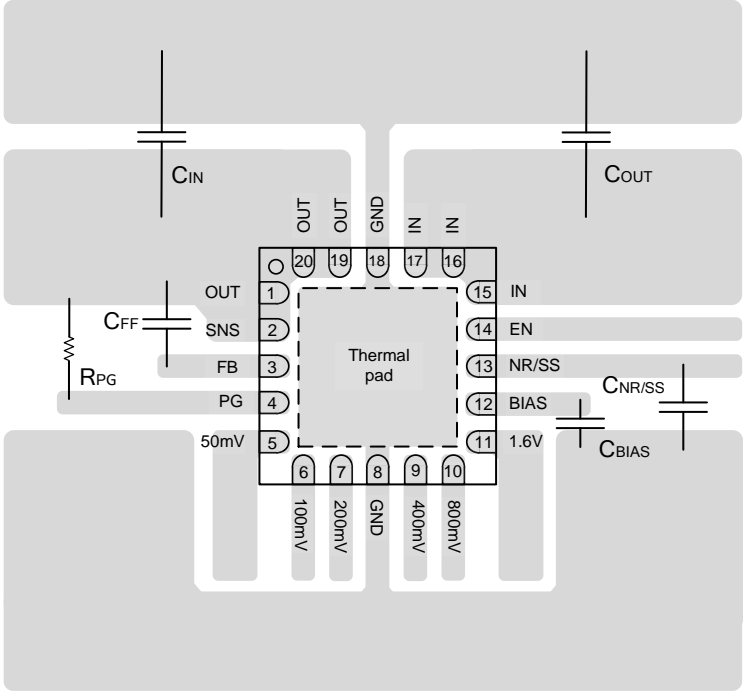 CIN
COUT
OUT
OUT
GND
IN
IN
20
19
18
17
16
OUT
1
15
IN
CFF
SNS
2
14
EN
RPG
FB
3
Thermal
pad
13
NR/SS
CNR/SS
PG
4
12
BIAS
CBIAS
50mV
5
11
1.6V
6
7
8
9
10
100mV
200mV
GND
400mV
800mV